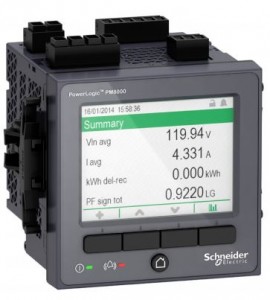 PowerLogic™ PM8000
16/01/2014 15:58:36
Summary
Vln avg 119.94 V
I avg 4.331 A
kWh del-rec 0.000 kWh
PF sign tot 0.9220 LG
Schneider
Electric